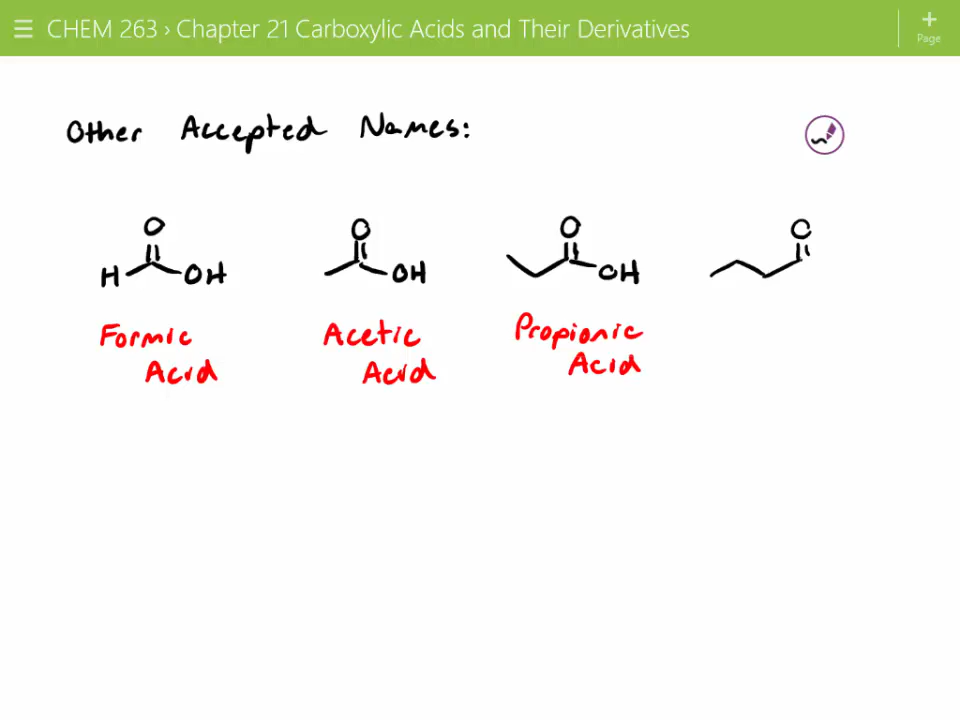 CHEM 263 › Chapter 21 Carboxylic Acids and Their Derivatives
+
Page
Other Accepted Names:
O O O O
H OH OH OH
Formic Acetic Propionic
Acid Acid Acid